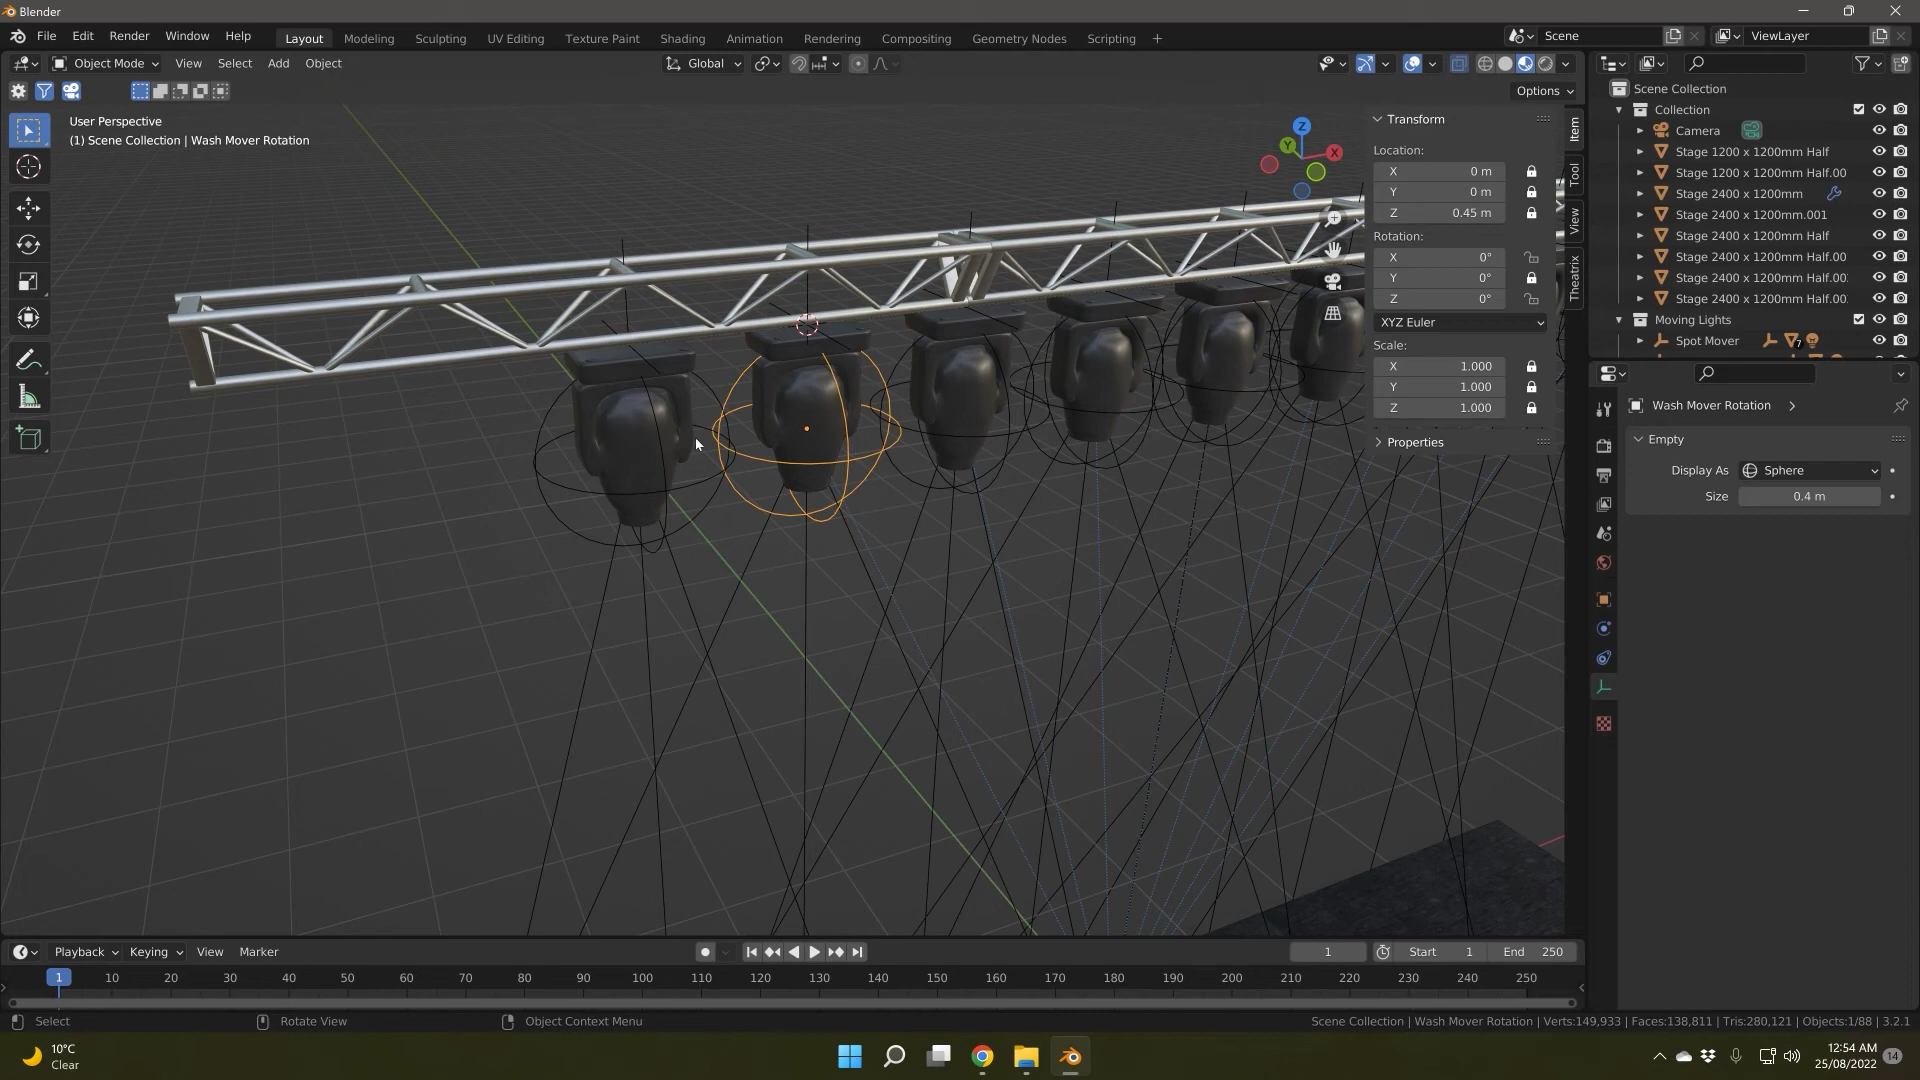 Blender
File Edit Render Window Help
Layout Modeling Sculpting UV Editing Texture Paint Shading Animation Rendering Compositing Geometry Nodes Scripting +
Scene
ViewLayer
Object Mode View Select Add Object
Global
Options
User Perspective
(1) Scene Collection | Wash Mover Rotation
Z
Y
X
Transform
Location:
X 0 m
Y 0 m
Z 0.45 m
Rotation:
X 0°
Y 0°
Z 0°
XYZ Euler
Scale:
X 1.000
Y 1.000
Z 1.000
Properties
Item
Tool
View
Theatrix
Scene Collection
Collection
Camera
Stage 1200 x 1200mm Half
Stage 1200 x 1200mm Half.00
Stage 2400 x 1200mm
Stage 2400 x 1200mm.001
Stage 2400 x 1200mm Half
Stage 2400 x 1200mm Half.00
Stage 2400 x 1200mm Half.00
Stage 2400 x 1200mm Half.00
Moving Lights
Spot Mover 7
Wash Mover Rotation
Empty
Display As Sphere
Size 0.4 m
Playback Keying View Marker
1 Start 1 End 250
1 10 20 30 40 50 60 70 80 90 100 110 120 130 140 150 160 170 180 190 200 210 220 230 240 250
Select Rotate View Object Context Menu
Scene Collection | Wash Mover Rotation | Verts:149,933 | Faces:138,811 | Tris:280,121 | Objects:1/88 | 3.2.1
10°C
Clear
12:54 AM
25/08/2022
14